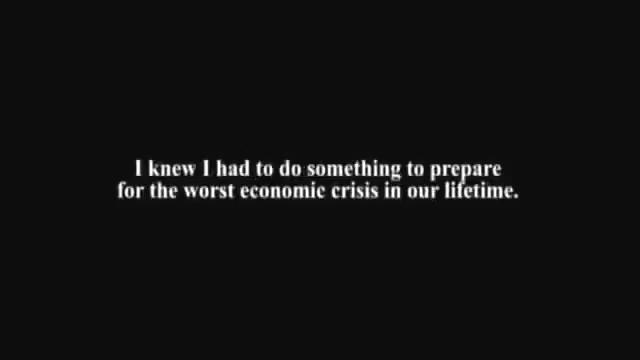 I knew I had to do something to prepare
for the worst economic crisis in our lifetime.